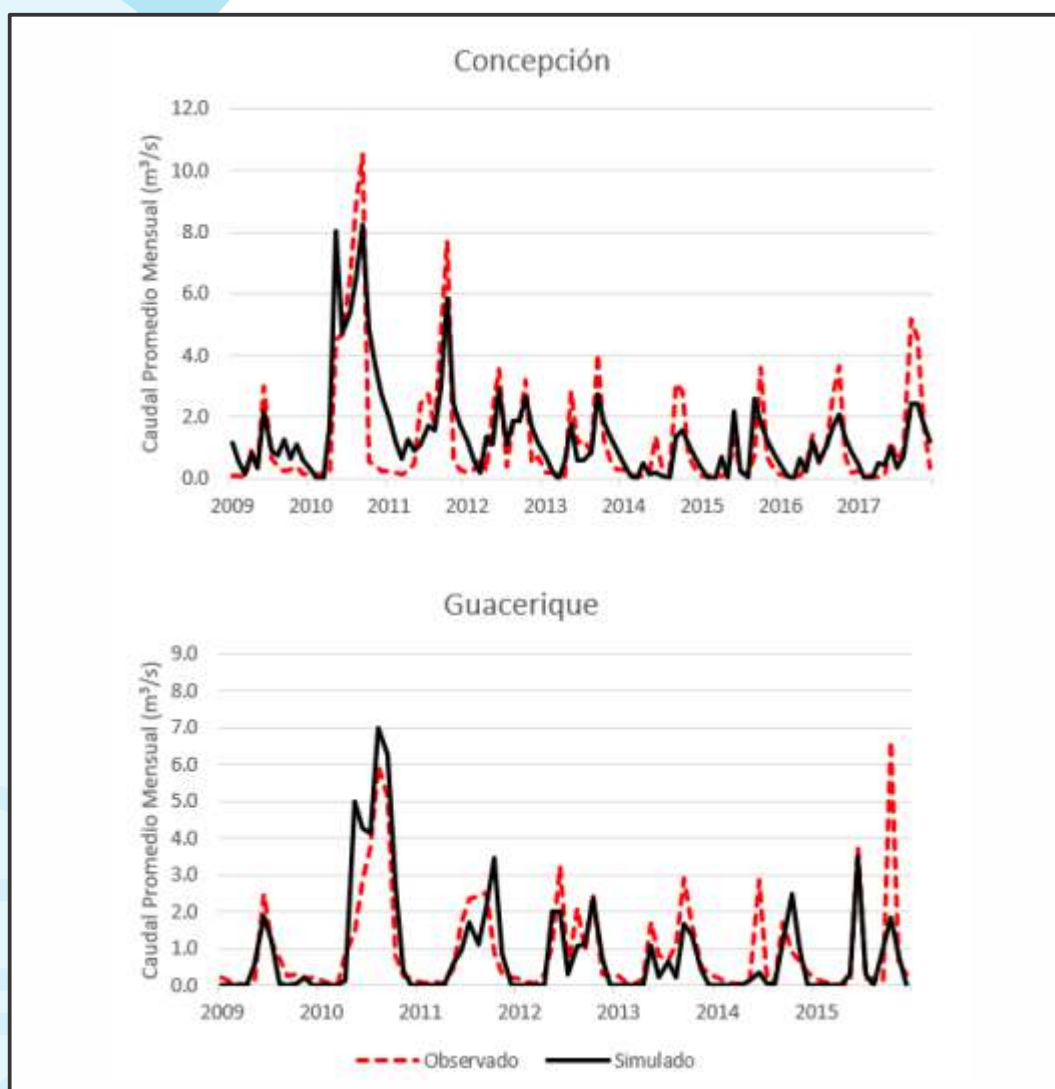 Concepción
Caudal Promedio Mensual (m³/s)
12.0
10.0
8.0
6.0
4.0
2.0
0.0
2009 2010 2011 2012 2013 2014 2015 2016 2017
Guacerique
Caudal Promedio Mensual (m³/s)
9.0
8.0
7.0
6.0
5.0
4.0
3.0
2.0
1.0
0.0
2009 2010 2011 2012 2013 2014 2015
Observado Simulado